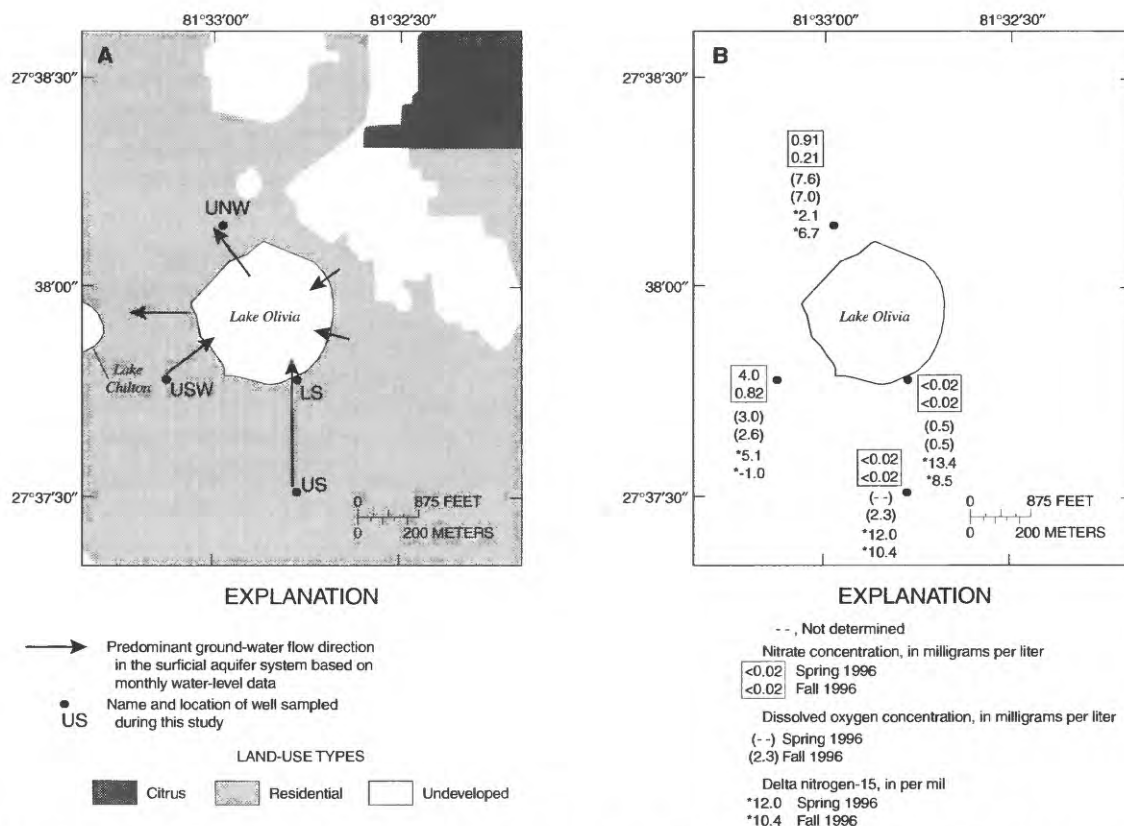 81°33'00"
81°32,30"
A
27°38'30"
UNW
38'00"
Lake Olivia
Lake
Chilton
USW
LS
US
27°37'30"
0 875 FEET
0 200 METERS
EXPLANATION
Predominant ground-water flow direction
in the surficial aquifer system based on
monthly water-level data
Name and location of well sampled
US during this study
LAND-USE TYPES
Citrus
Residential
Undeveloped
81°33'00"
81°32'30"
B
27°38,30"
0.91
0.21
(7.6)
(7.0)
*2.1
*6.7
38'00"
Lake Olivia
4.0
0.82
(3.0)
(2.6)
*5.1
*-1.0
<0.02
<0.02
(0.5)
(0.5)
*13.4
*8.5
<0.02
<0.02
(- -)
(2.3)
*12.0
*10.4
27°37'30"
0 875 FEET
0 200 METERS
EXPLANATION
- - , Not determined
Nitrate concentration, in milligrams per liter
<0.02 Spring 1996
<0.02 Fall 1996
Dissolved oxygen concentration, in milligrams per liter
(- -) Spring 1996
(2.3) Fall 1996
Delta nitrogen-15, in per mil
*12.0 Spring 1996
*10.4 Fall 1996